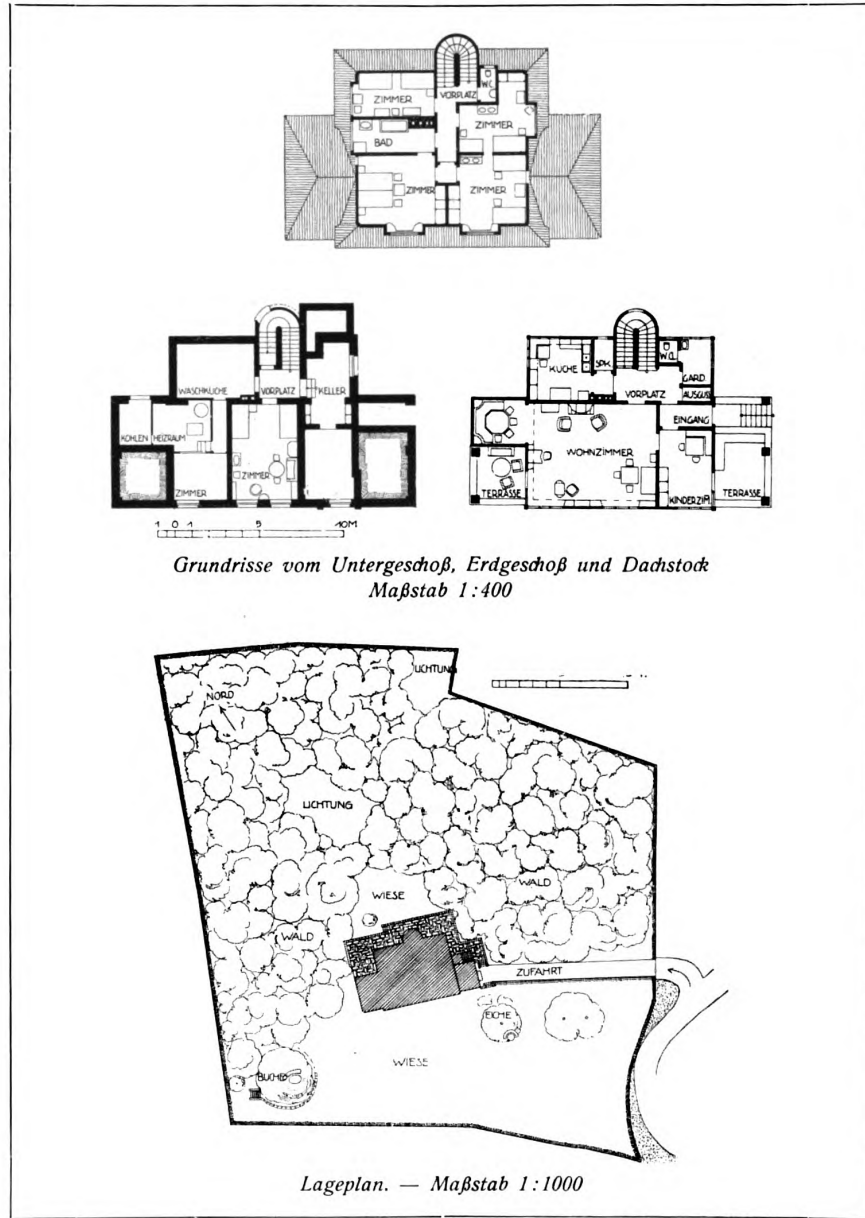 ZIMMER
VORPLATZ
W.C.
ZIMMER
BAD
ZIMMER
ZIMMER
WASCHKÜCHE
VORPLATZ
KELLER
KOHLEN
HEIZRAUM
ZIMMER
ZIMMER
1 0 1 5 10M
KÜCHE
SPK.
W.C.
GARD.
VORPLATZ
AUSGUSS
EINGANG
WOHNZIMMER
TERRASSE
KINDERZIM.
TERRASSE
Grundrisse vom Untergeschoß, Erdgeschoß und Dachstock
Maßstab 1:400
LICHTUNG
NORD
LICHTUNG
WIESE
WALD
WALD
ZUFAHRT
EICHE
WIESE
BUCHE
Lageplan. — Maßstab 1:1000